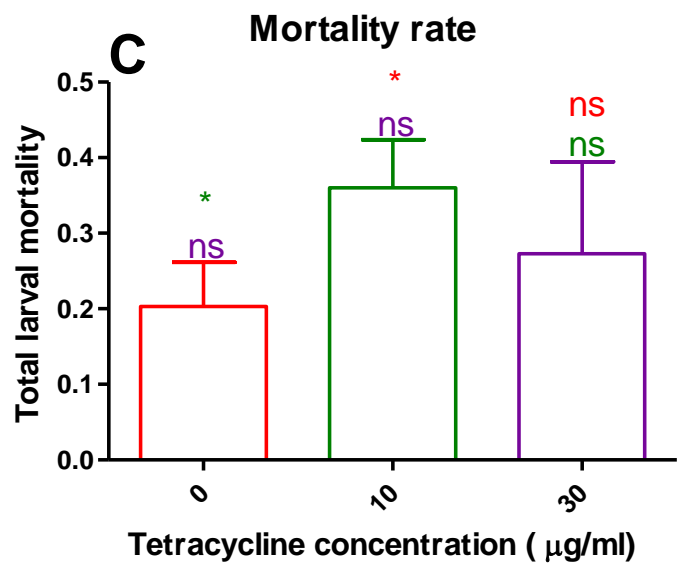 Mortality rate
C
0.5
0.4
0.3
0.2
0.1
0.0
Total larval mortality
*
ns
*
ns
ns
ns
0
10
30
Tetracycline concentration ( μg/ml)